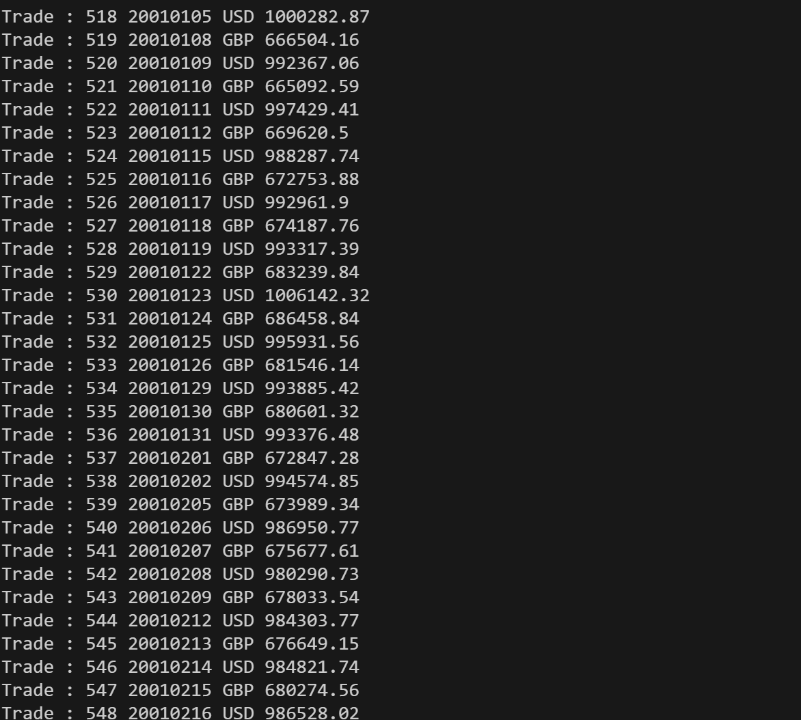 Trade : 518 20010105 USD 1000282.87
Trade : 519 20010108 GBP 666504.16
Trade : 520 20010109 USD 992367.06
Trade : 521 20010110 GBP 665092.59
Trade : 522 20010111 USD 997429.41
Trade : 523 20010112 GBP 669620.5
Trade : 524 20010115 USD 988287.74
Trade : 525 20010116 GBP 672753.88
Trade : 526 20010117 USD 992961.9
Trade : 527 20010118 GBP 674187.76
Trade : 528 20010119 USD 993317.39
Trade : 529 20010122 GBP 683239.84
Trade : 530 20010123 USD 1006142.32
Trade : 531 20010124 GBP 686458.84
Trade : 532 20010125 USD 995931.56
Trade : 533 20010126 GBP 681546.14
Trade : 534 20010129 USD 993885.42
Trade : 535 20010130 GBP 680601.32
Trade : 536 20010131 USD 993376.48
Trade : 537 20010201 GBP 672847.28
Trade : 538 20010202 USD 994574.85
Trade : 539 20010205 GBP 673989.34
Trade : 540 20010206 USD 986950.77
Trade : 541 20010207 GBP 675677.61
Trade : 542 20010208 USD 980290.73
Trade : 543 20010209 GBP 678033.54
Trade : 544 20010212 USD 984303.77
Trade : 545 20010213 GBP 676649.15
Trade : 546 20010214 USD 984821.74
Trade : 547 20010215 GBP 680274.56
Trade : 548 20010216 USD 986528.02